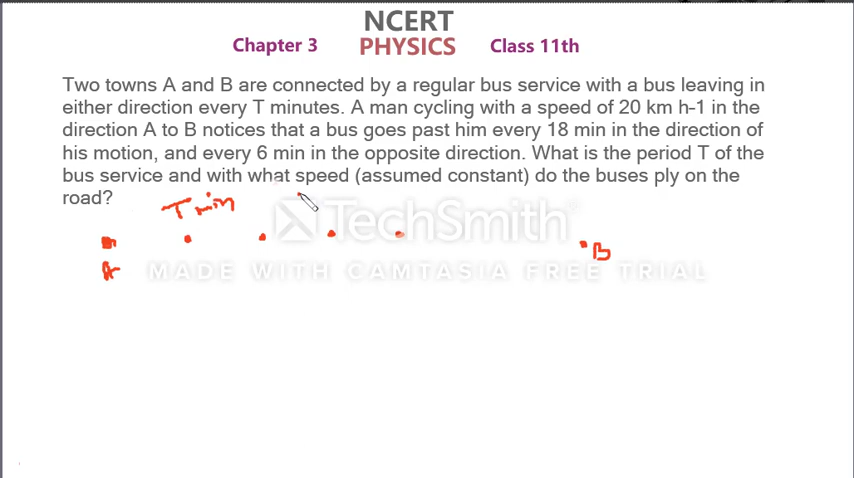 NCERT
Chapter 3 PHYSICS Class 11th
Two towns A and B are connected by a regular bus service with a bus leaving in
either direction every T minutes. A man cycling with a speed of 20 km h-1 in the
direction A to B notices that a bus goes past him every 18 min in the direction of
his motion, and every 6 min in the opposite direction. What is the period T of the
bus service and with what speed (assumed constant) do the buses ply on the
road?
T min
TechSmith
B
A
MADE WITH CAMTASIA FREE TRIAL